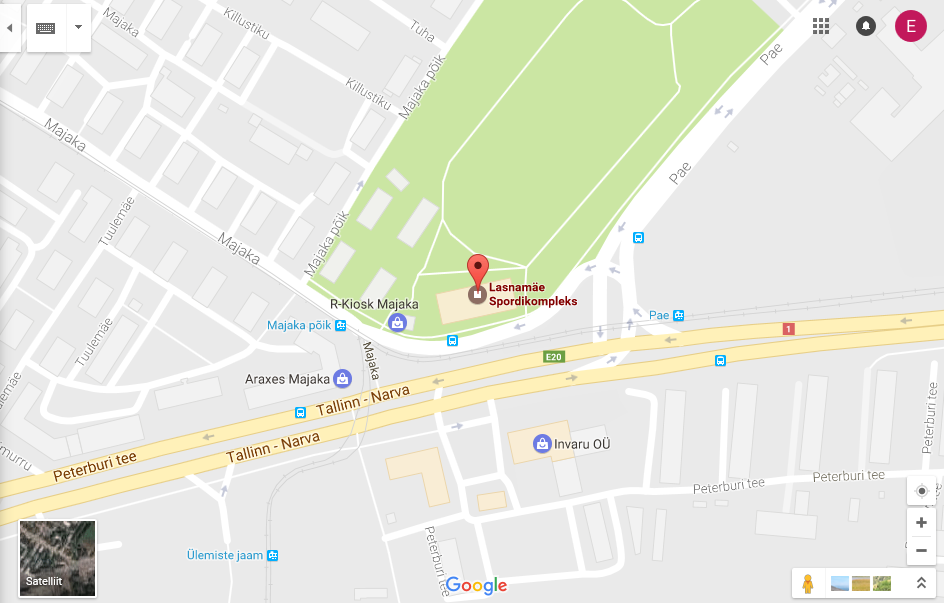 Majaka
Killustiku
Tuha
Majaka põik
Pae
E
Killustiku
Majaka
Pae
Tuulemäe
Majaka põik
Majaka
Lasnamäe
Spordikompleks
R-Kiosk Majaka
Majaka põik
Pae
1
Tuulemäe
Majaka
E20
Araxes Majaka
Tallinn - Narva
Peterburi tee
Tallinn - Narva
Invaru OÜ
Peterburi tee
Peterburi tee
Peterburi tee
Peterburi tee
Ülemiste jaam
Satelliit
Google